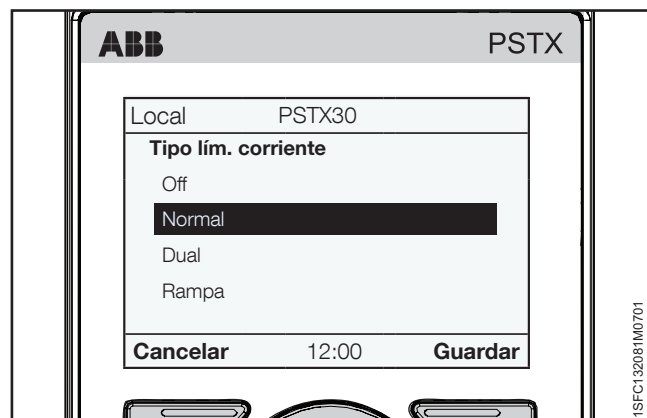 ABB PSTX
Local PSTX30
Tipo lím. corriente
Off
Normal
Dual
Rampa
Cancelar 12:00 Guardar
1SFC132081M0701